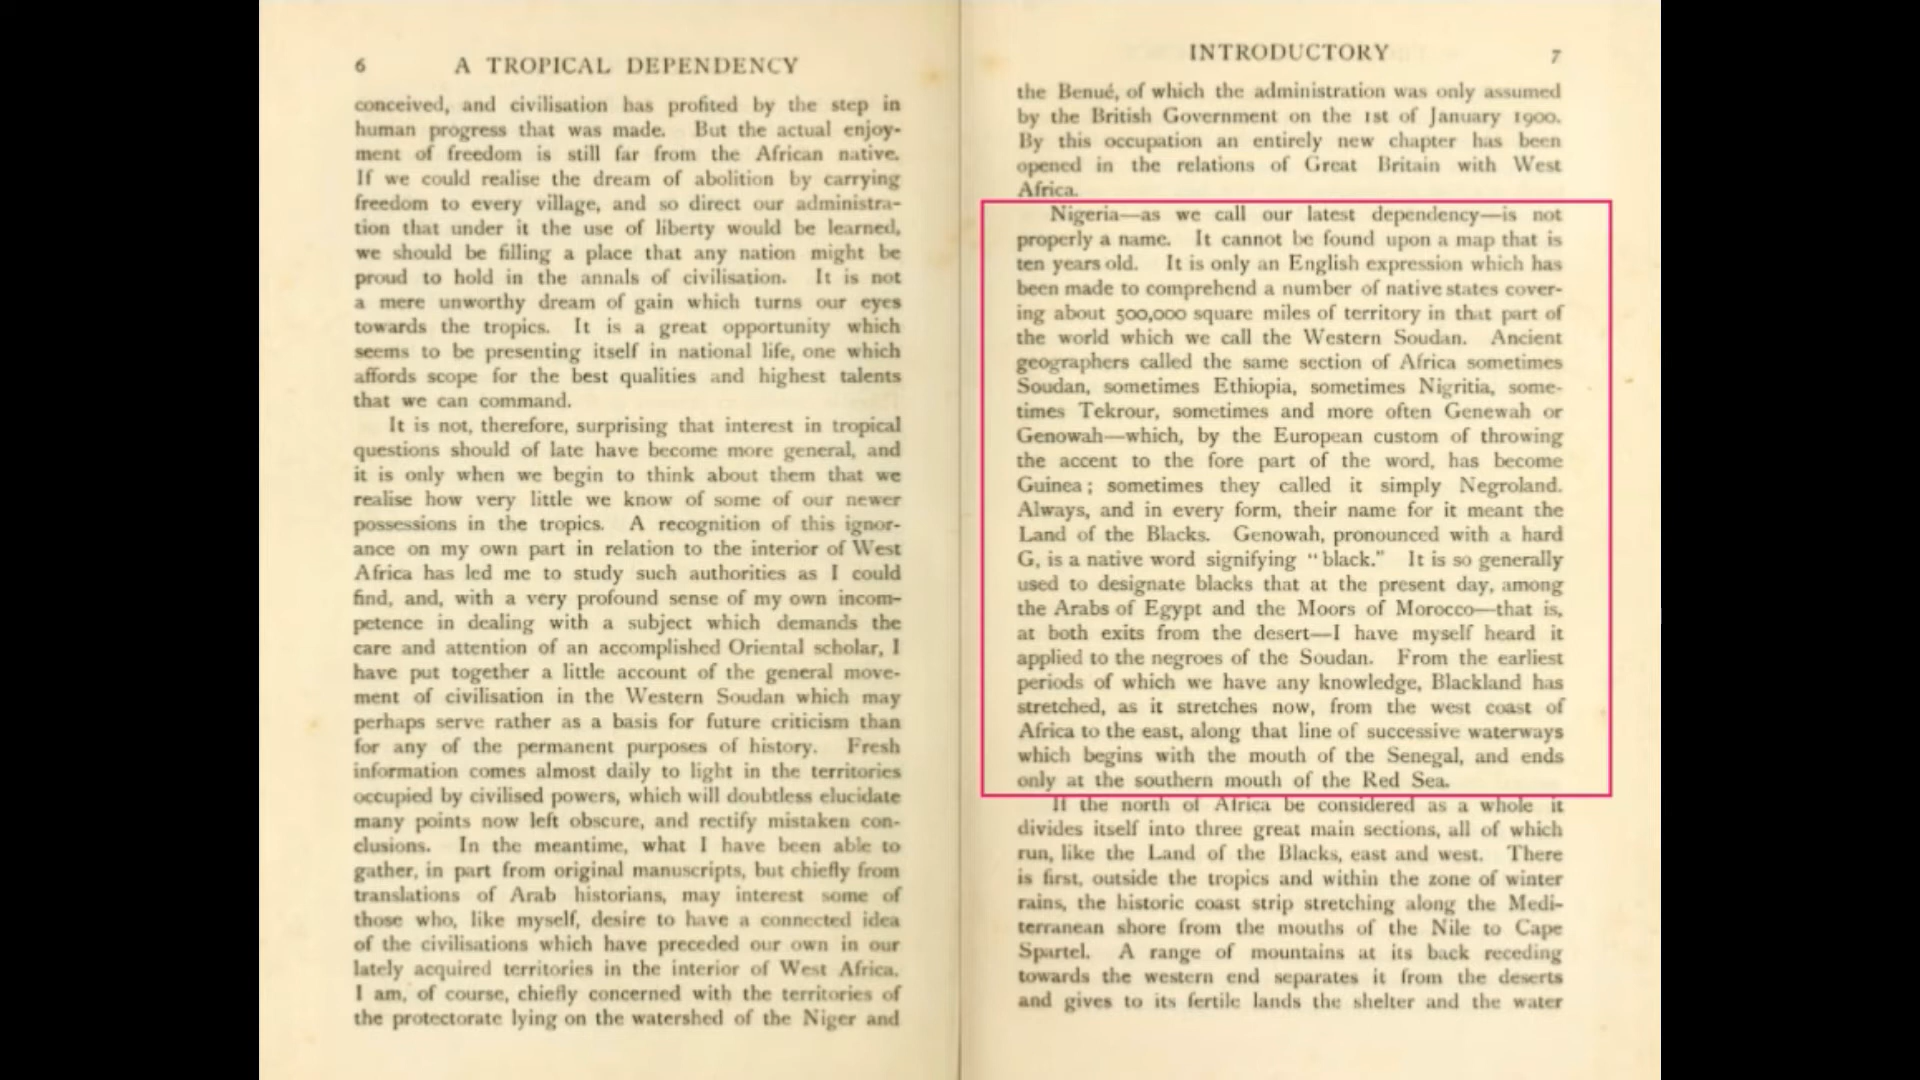 6 A TROPICAL DEPENDENCY
conceived, and civilisation has profited by the step in
human progress that was made. But the actual enjoy-
ment of freedom is still far from the African native.
If we could realise the dream of abolition by carrying
freedom to every village, and so direct our administra-
tion that under it the use of liberty would be learned,
we should be filling a place that any nation might be
proud to hold in the annals of civilisation. It is not
a mere unworthy dream of gain which turns our eyes
towards the tropics. It is a great opportunity which
seems to be presenting itself in national life, one which
affords scope for the best qualities and highest talents
that we can command.
It is not, therefore, surprising that interest in tropical
questions should of late have become more general, and
it is only when we begin to think about them that we
realise how very little we know of some of our newer
possessions in the tropics. A recognition of this ignor-
ance on my own part in relation to the interior of West
Africa has led me to study such authorities as I could
find, and, with a very profound sense of my own incom-
petence in dealing with a subject which demands the
care and attention of an accomplished Oriental scholar, I
have put together a little account of the general move-
ment of civilisation in the Western Soudan which may
perhaps serve rather as a basis for future criticism than
for any of the permanent purposes of history. Fresh
information comes almost daily to light in the territories
occupied by civilised powers, which will doubtless elucidate
many points now left obscure, and rectify mistaken con-
clusions. In the meantime, what I have been able to
gather, in part from original manuscripts, but chiefly from
translations of Arab historians, may interest some of
those who, like myself, desire to have a connected idea
of the civilisations which have preceded our own in our
lately acquired territories in the interior of West Africa.
I am, of course, chiefly concerned with the territories of
the protectorate lying on the watershed of the Niger and
INTRODUCTORY 7
the Benué, of which the administration was only assumed
by the British Government on the 1st of January 1900.
By this occupation an entirely new chapter has been
opened in the relations of Great Britain with West
Africa.
Nigeria—as we call our latest dependency—is not
properly a name. It cannot be found upon a map that is
ten years old. It is only an English expression which has
been made to comprehend a number of native states cover-
ing about 500,000 square miles of territory in that part of
the world which we call the Western Soudan. Ancient
geographers called the same section of Africa sometimes
Soudan, sometimes Ethiopia, sometimes Nigritia, some-
times Tekrour, sometimes and more often Genewah or
Genowah—which, by the European custom of throwing
the accent to the fore part of the word, has become
Guinea; sometimes they called it simply Negroland.
Always, and in every form, their name for it meant the
Land of the Blacks. Genowah, pronounced with a hard
G, is a native word signifying "black." It is so generally
used to designate blacks that at the present day, among
the Arabs of Egypt and the Moors of Morocco—that is,
at both exits from the desert—I have myself heard it
applied to the negroes of the Soudan. From the earliest
periods of which we have any knowledge, Blackland has
stretched, as it stretches now, from the west coast of
Africa to the east, along that line of successive waterways
which begins with the mouth of the Senegal, and ends
only at the southern mouth of the Red Sea.
If the north of Africa be considered as a whole it
divides itself into three great main sections, all of which
run, like the Land of the Blacks, east and west. There
is first, outside the tropics and within the zone of winter
rains, the historic coast strip stretching along the Medi-
terranean shore from the mouths of the Nile to Cape
Spartel. A range of mountains at its back receding
towards the western end separates it from the deserts
and gives to its fertile lands the shelter and the water